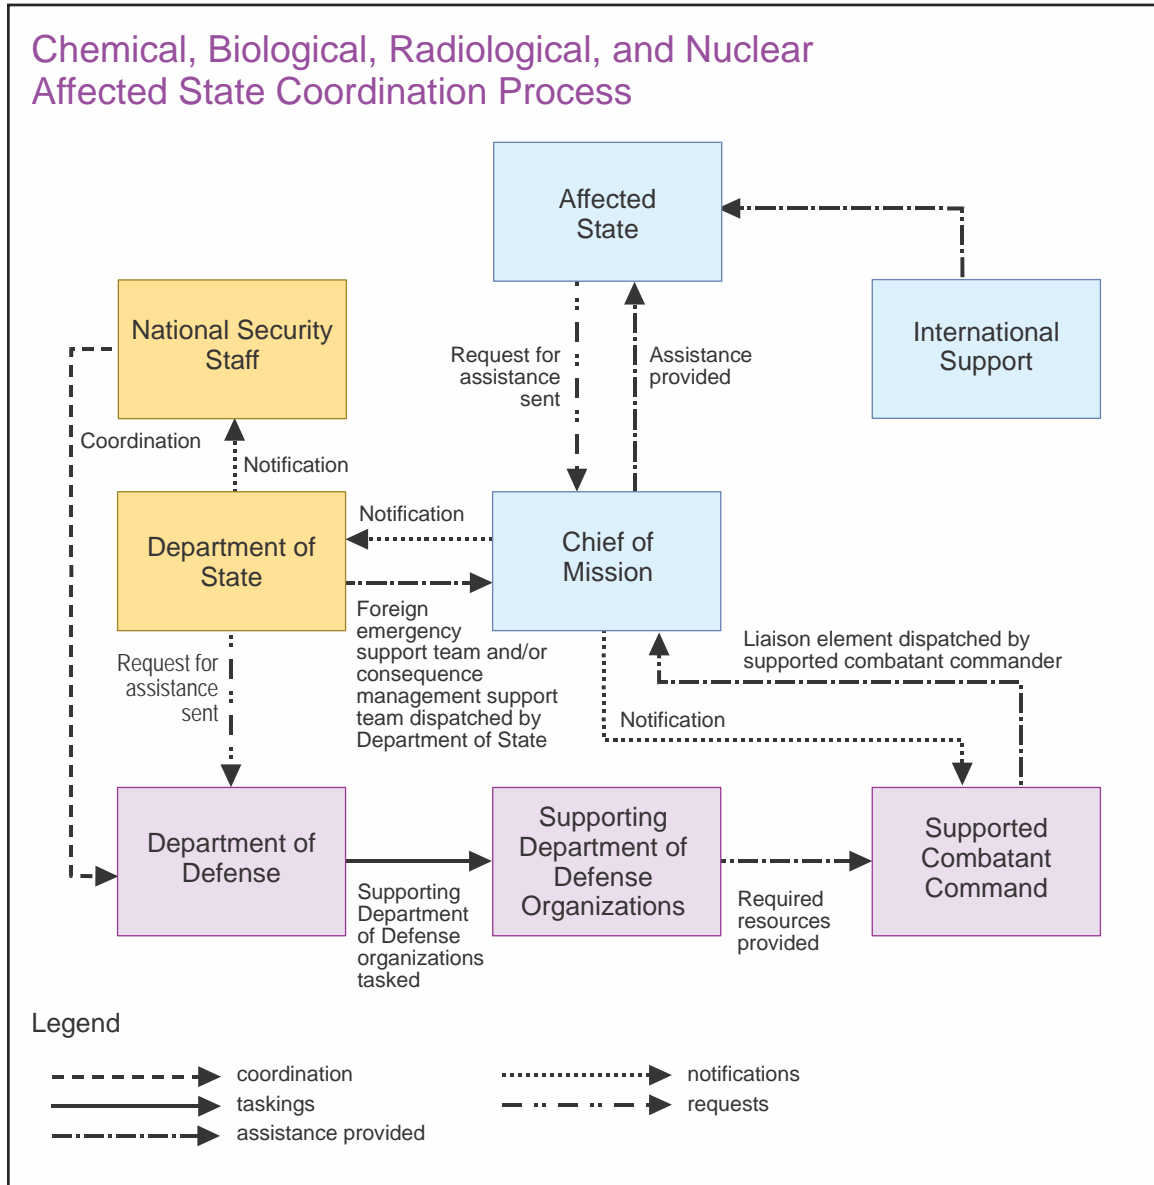 Chemical, Biological, Radiological, and Nuclear
Affected State Coordination Process
Affected
State
National Security
Staff
International
Support
Request for
assistance
sent
Assistance
provided
Coordination
Notification
Department of
State
Notification
Chief of
Mission
Foreign
emergency
support team and/or
consequence
management support
team dispatched by
Department of State
Request for
assistance
sent
Liaison element dispatched by
supported combatant commander
Notification
Department of
Defense
Supporting
Department of
Defense
Organizations
Supported
Combatant
Command
Supporting
Department
of Defense
organizations
tasked
Required
resources
provided
Legend
coordination
taskings
assistance provided
notifications
requests